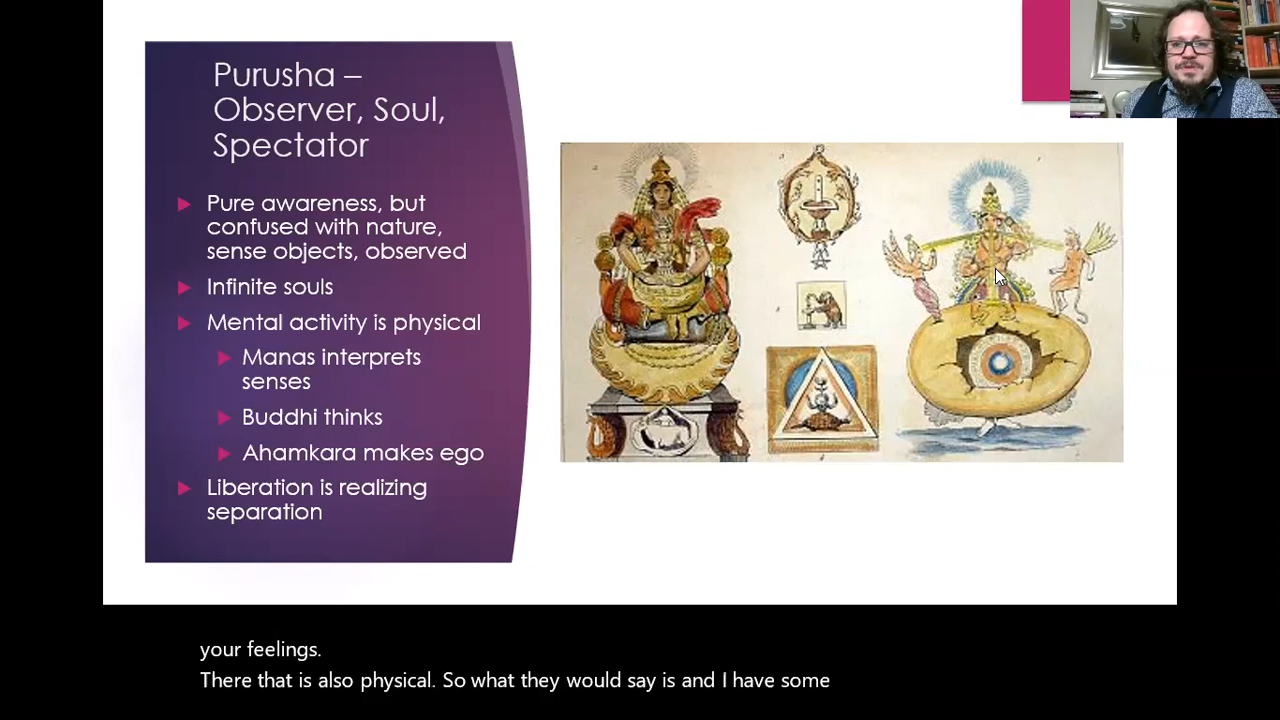 Purusha –
Observer, Soul,
Spectator
Pure awareness, but
confused with nature,
sense objects, observed
Infinite souls
Mental activity is physical
Manas interprets
senses
Buddhi thinks
Ahamkara makes ego
Liberation is realizing
separation
your feelings.
There that is also physical. So what they would say is and I have some